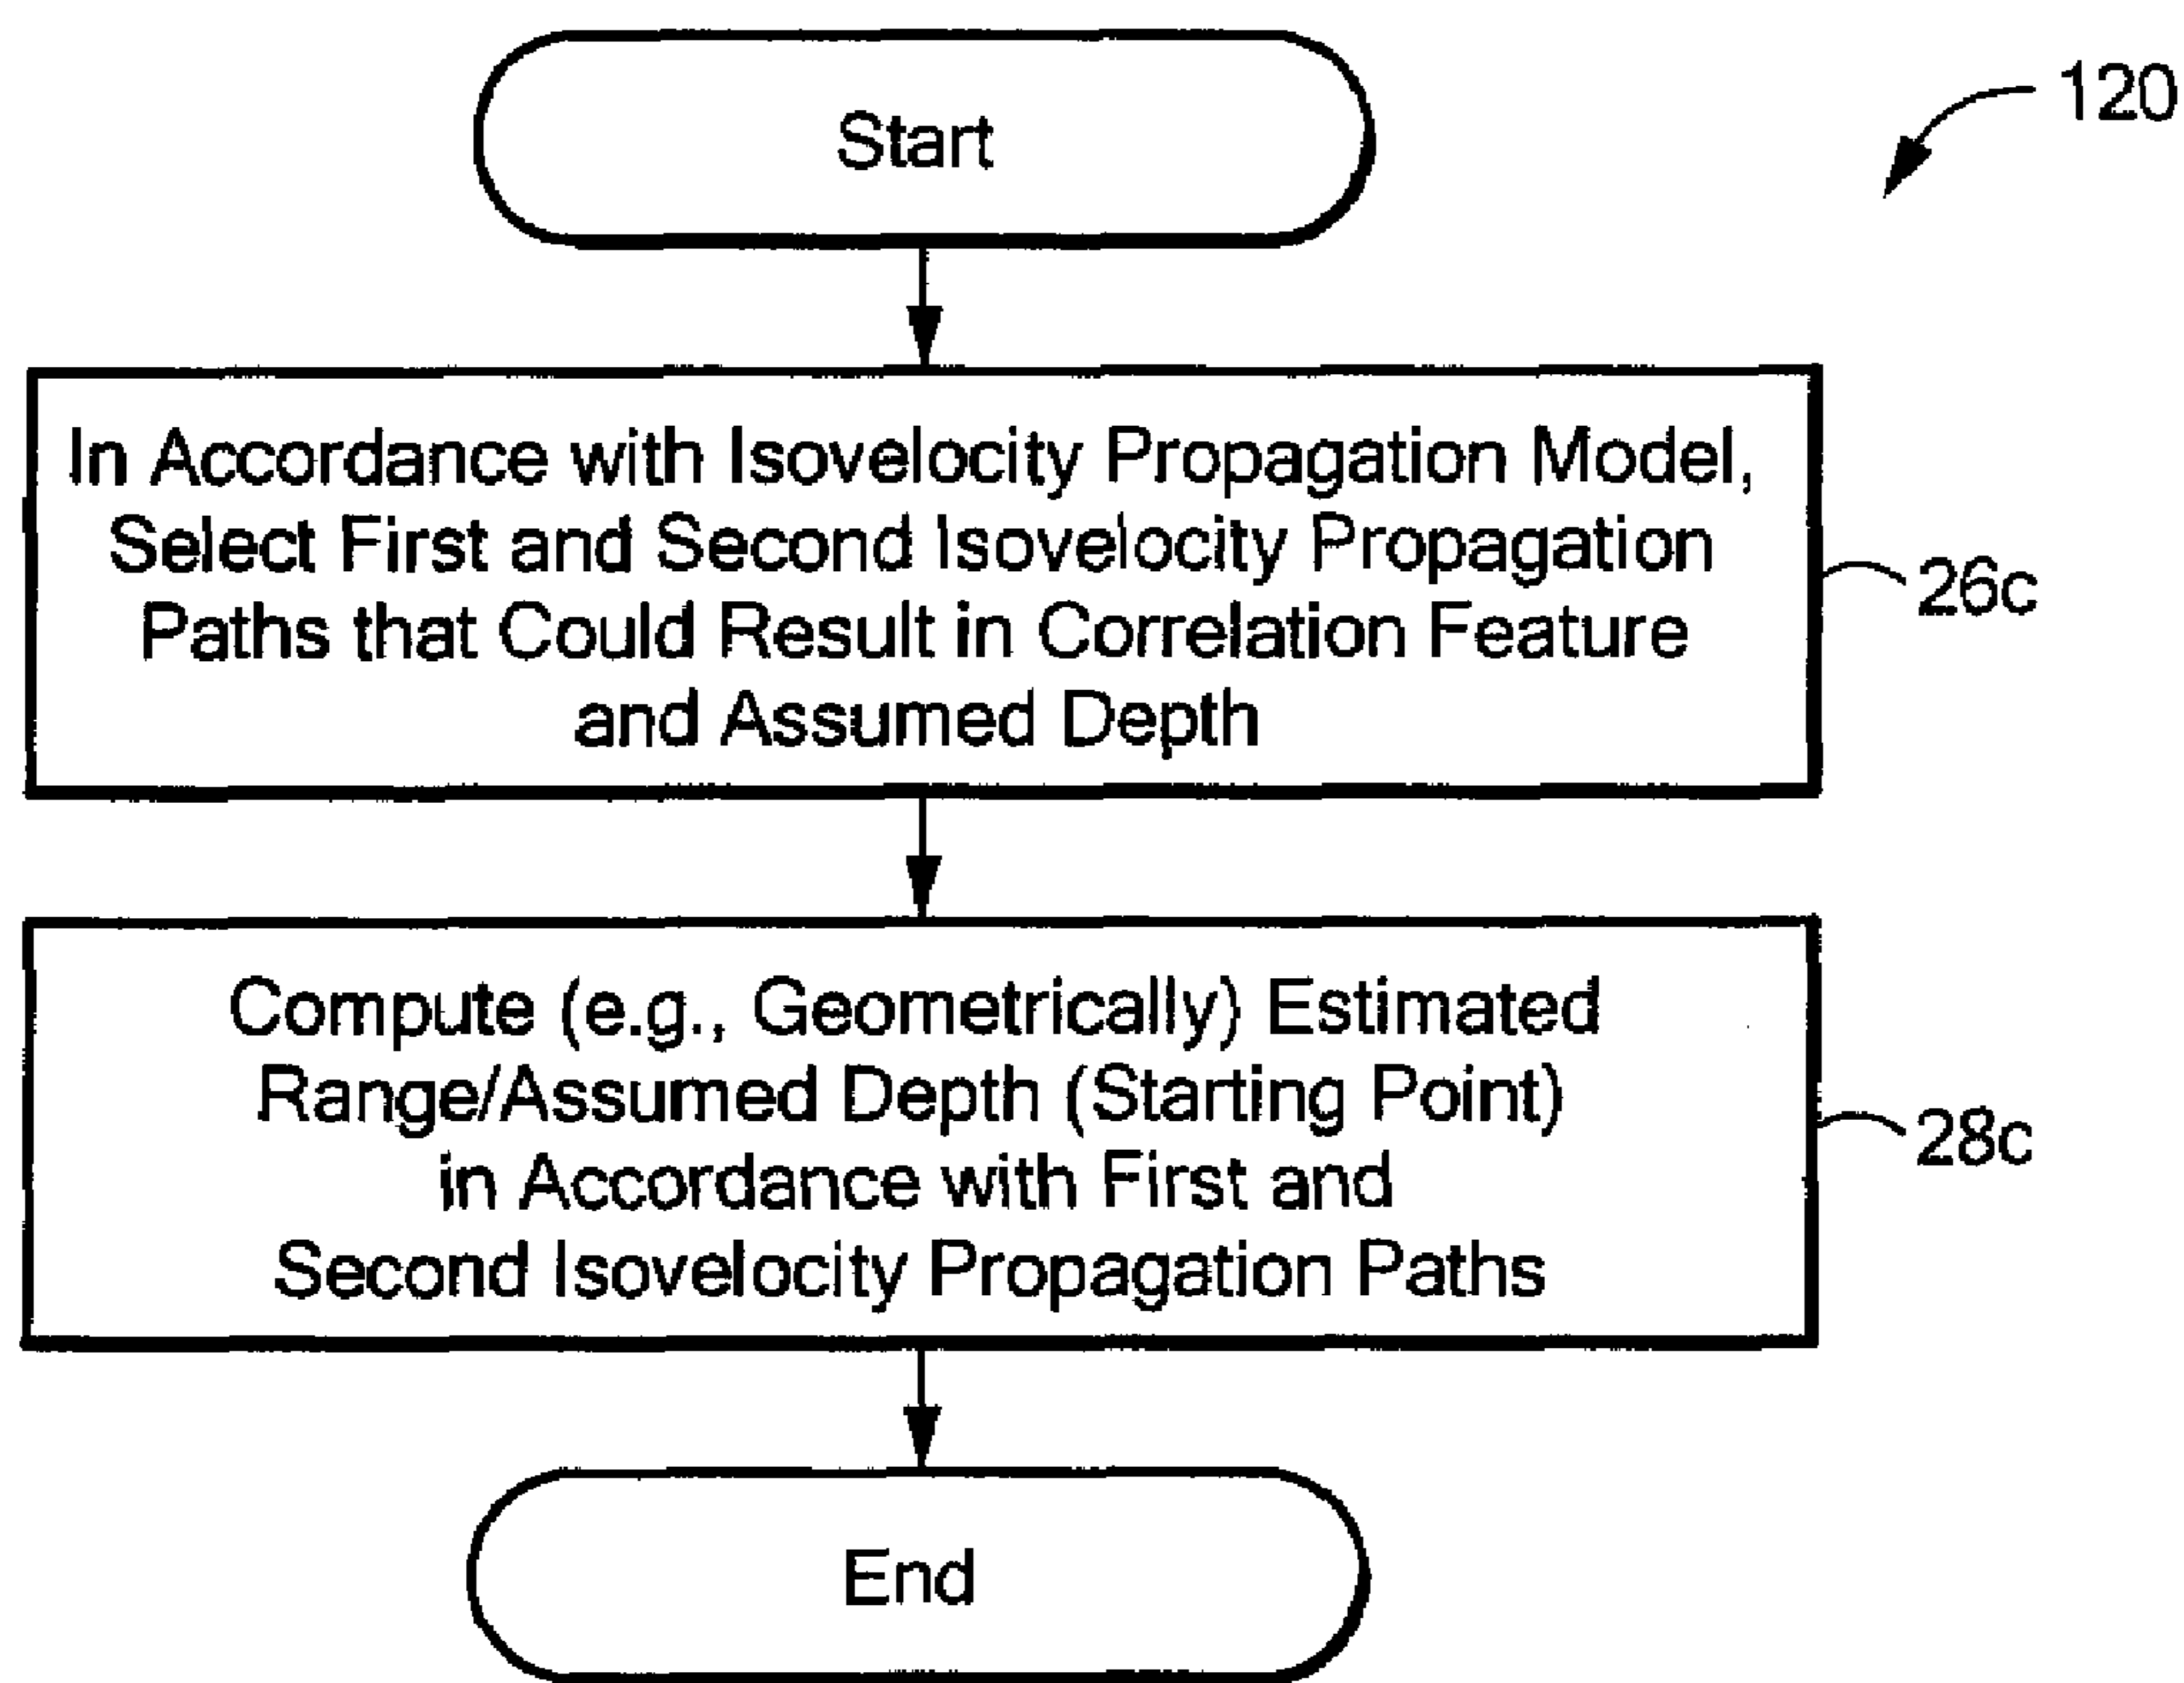 Start
120
In Accordance with Isovelocity Propagation Model,
Select First and Second Isovelocity Propagation
Paths that Could Result in Correlation Feature
and Assumed Depth
26c
Compute (e.g., Geometrically) Estimated
Range/Assumed Depth (Starting Point)
in Accordance with First and
Second Isovelocity Propagation Paths
28c
End